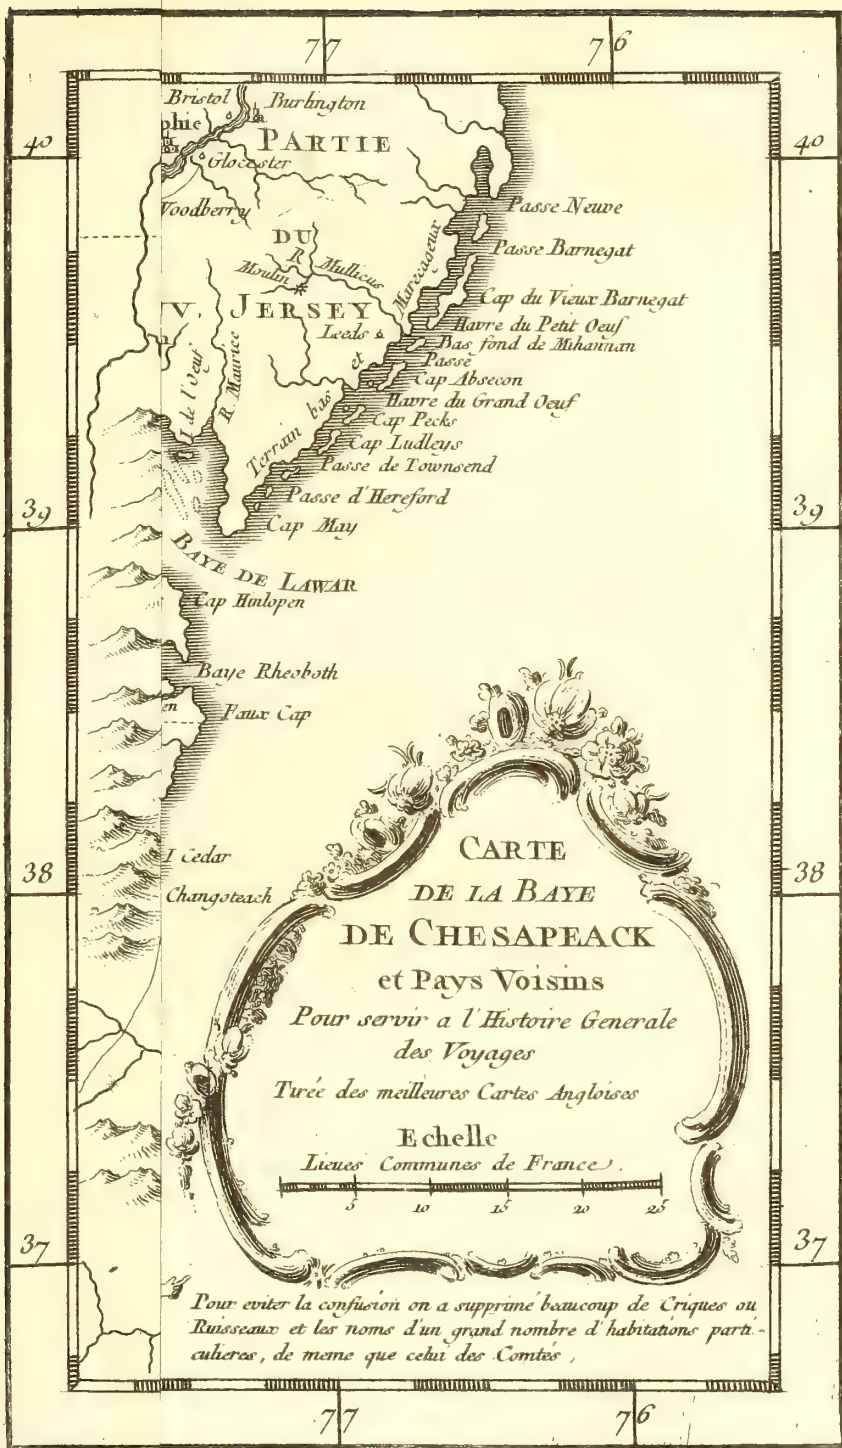 77 76
Bristol Burlington
phie PARTIE
40 40
Glocester
Woodberry
Passe Neuve
DU
Passe Barnegat
R. Mullicus
Moulin
Marecageux
V. JERSEY
Cap du Vieux Barnegat
Leeds
Havre du Petit Oeuf
Bas fond de Mihannan
Passe
Cap Absecon
Havre du Grand Oeuf
Cap Pecks
Cap Ludleys
Passe de Townsend
Passe d'Hereford
Cap May
I de l'Oeuf
R. Maurice
Terrain bas et
39 39
BAYE DE LAWAR
Cap Hinlopen
Baye Rheoboth
en Faux Cap
I Cedar
38 38
Changoteach
CARTE
DE LA BAYE
DE CHESAPEACK
et Pays Voisins
Pour servir a l'Histoire Generale
des Voyages
Tirée des meilleures Cartes Angloises
Echelle
Lieues Communes de France.
5 10 15 20 25
37 37
Pour eviter la confusion on a supprimé beaucoup de Criques ou
Ruisseaux et les noms d'un grand nombre d'habitations parti-
culieres, de meme que celui des Comtés,
77 76